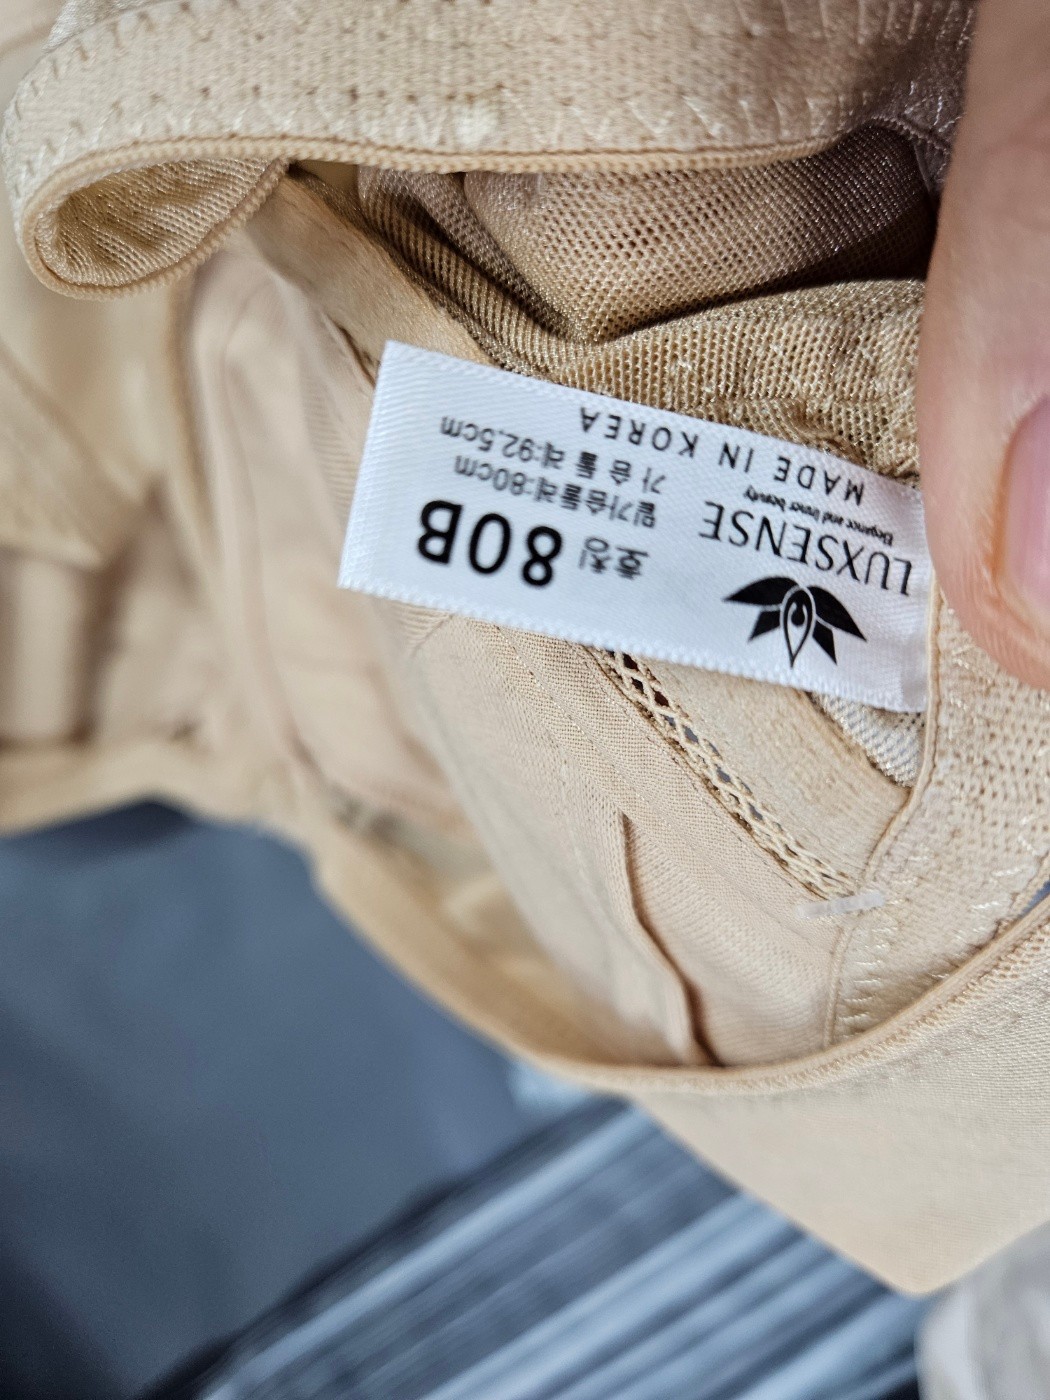 LUXSENSE
Elegance and inner beauty
MADE IN KOREA
호칭 80B
밑가슴둘레:80cm
가슴둘레:92.5cm